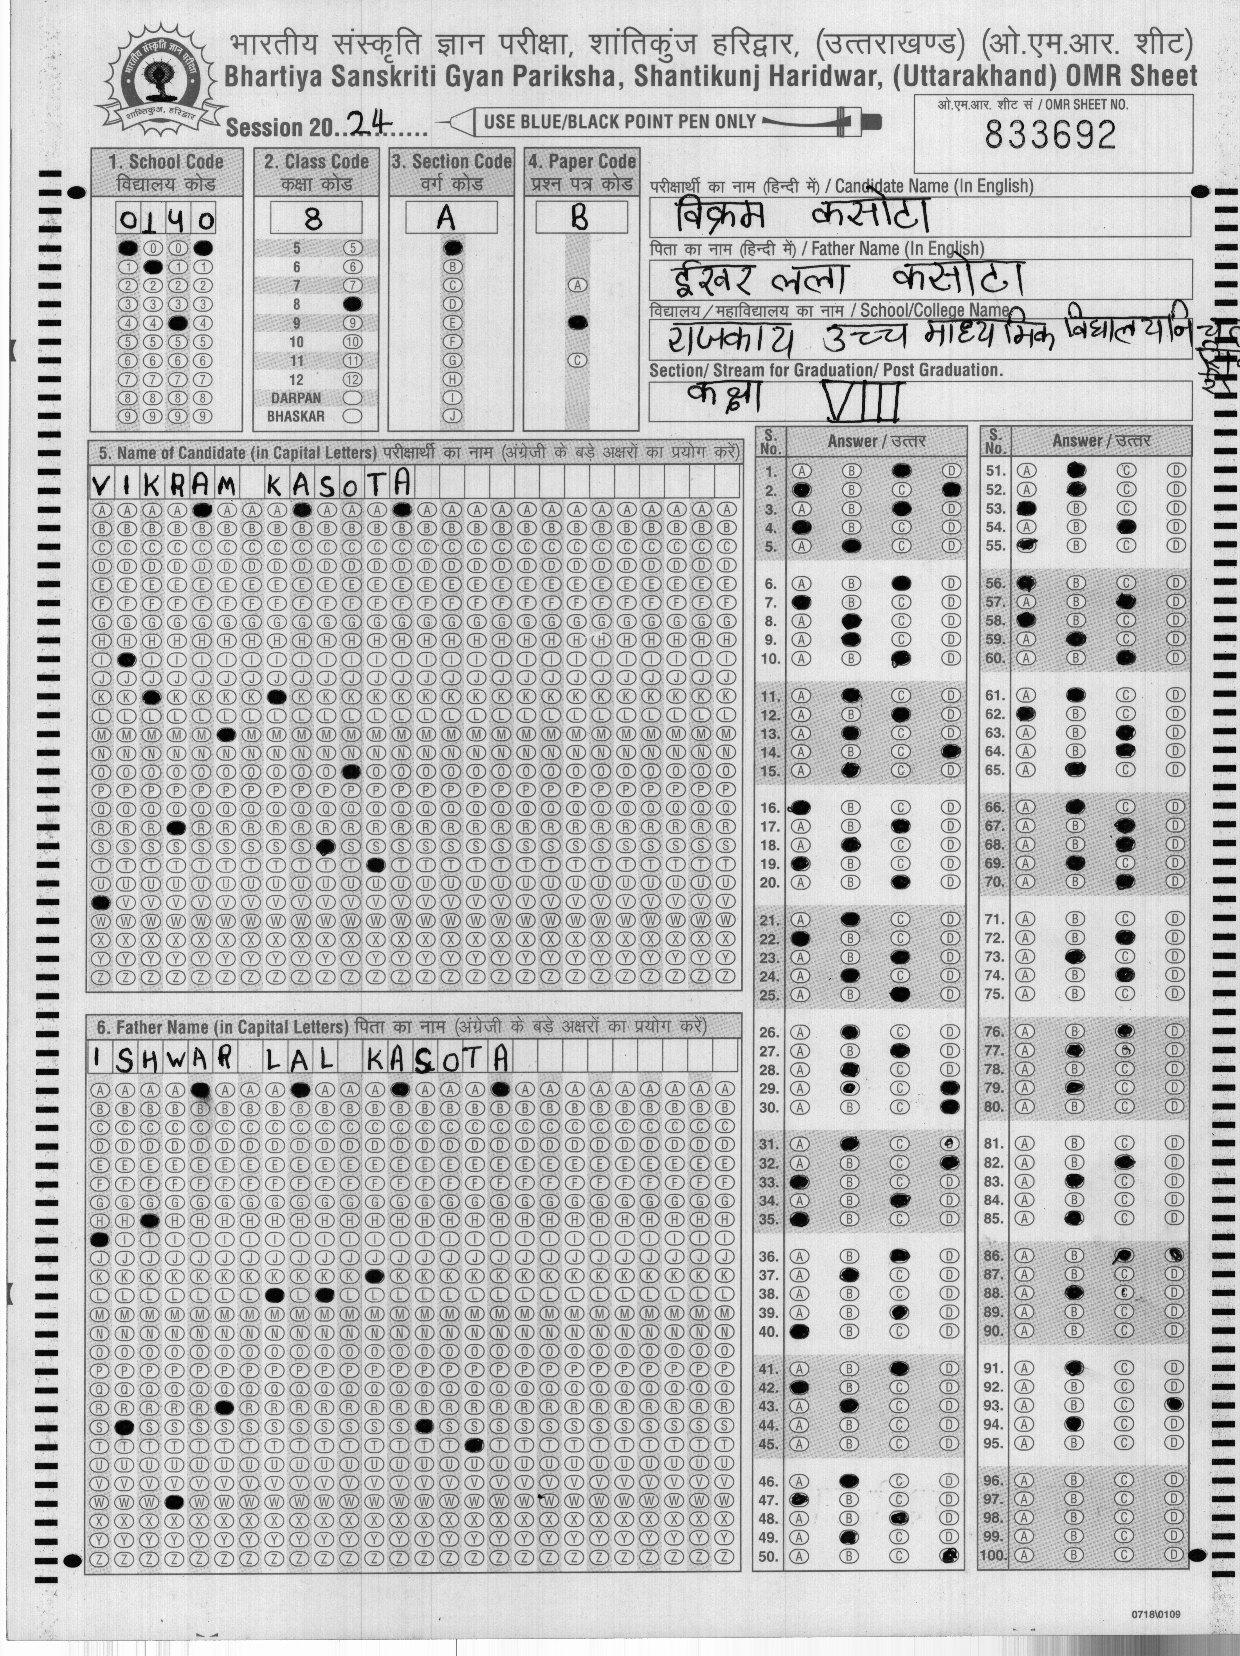 भारतीय संस्कृति ज्ञान परीक्षा, शांतिकुंज हरिद्वार, (उत्तराखण्ड) (ओ.एम.आर. शीट)
Bhartiya Sanskriti Gyan Pariksha, Shantikunj Haridwar, (Uttarakhand) OMR Sheet
Session 20..24............
USE BLUE/BLACK POINT PEN ONLY
ओ.एम.आर. शीट सं / OMR SHEET NO.
833692
1. School Code
विद्यालय कोड
0140
2. Class Code
कक्षा कोड
8
5
6
7
8
9
10
11
12
DARPAN
BHASKAR
3. Section Code
वर्ग कोड
A
4. Paper Code
प्रश्न पत्र कोड
B
परीक्षार्थी का नाम (हिन्दी में) / Candidate Name (In English)
विक्रम कसोटा
पिता का नाम (हिन्दी में) / Father Name (In English)
ईश्वर लला कसोटा
विद्यालय/महाविद्यालय का नाम / School/College Name
राजकाय उच्च माध्यमिक विद्यालय
Section/ Stream for Graduation/ Post Graduation.
कक्षा VIII
5. Name of Candidate (in Capital Letters) परीक्षार्थी का नाम (अंग्रेजी के बड़े अक्षरों का प्रयोग करें)
VIKRAM KASOTA
6. Father Name (in Capital Letters) पिता का नाम (अंग्रेजी के बड़े अक्षरों का प्रयोग करें)
ISHWAR LAL KASOTA
S. No. Answer / उत्तर
S. No. Answer / उत्तर
0718\0109